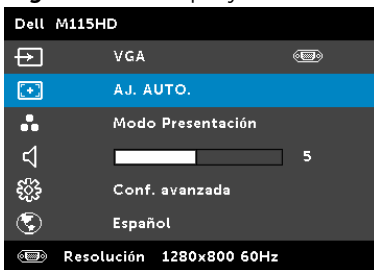 Dell M115HD
VGA
AJ. AUTO.
Modo Presentación
5
Conf. avanzada
Español
Resolución 1280x800 60Hz